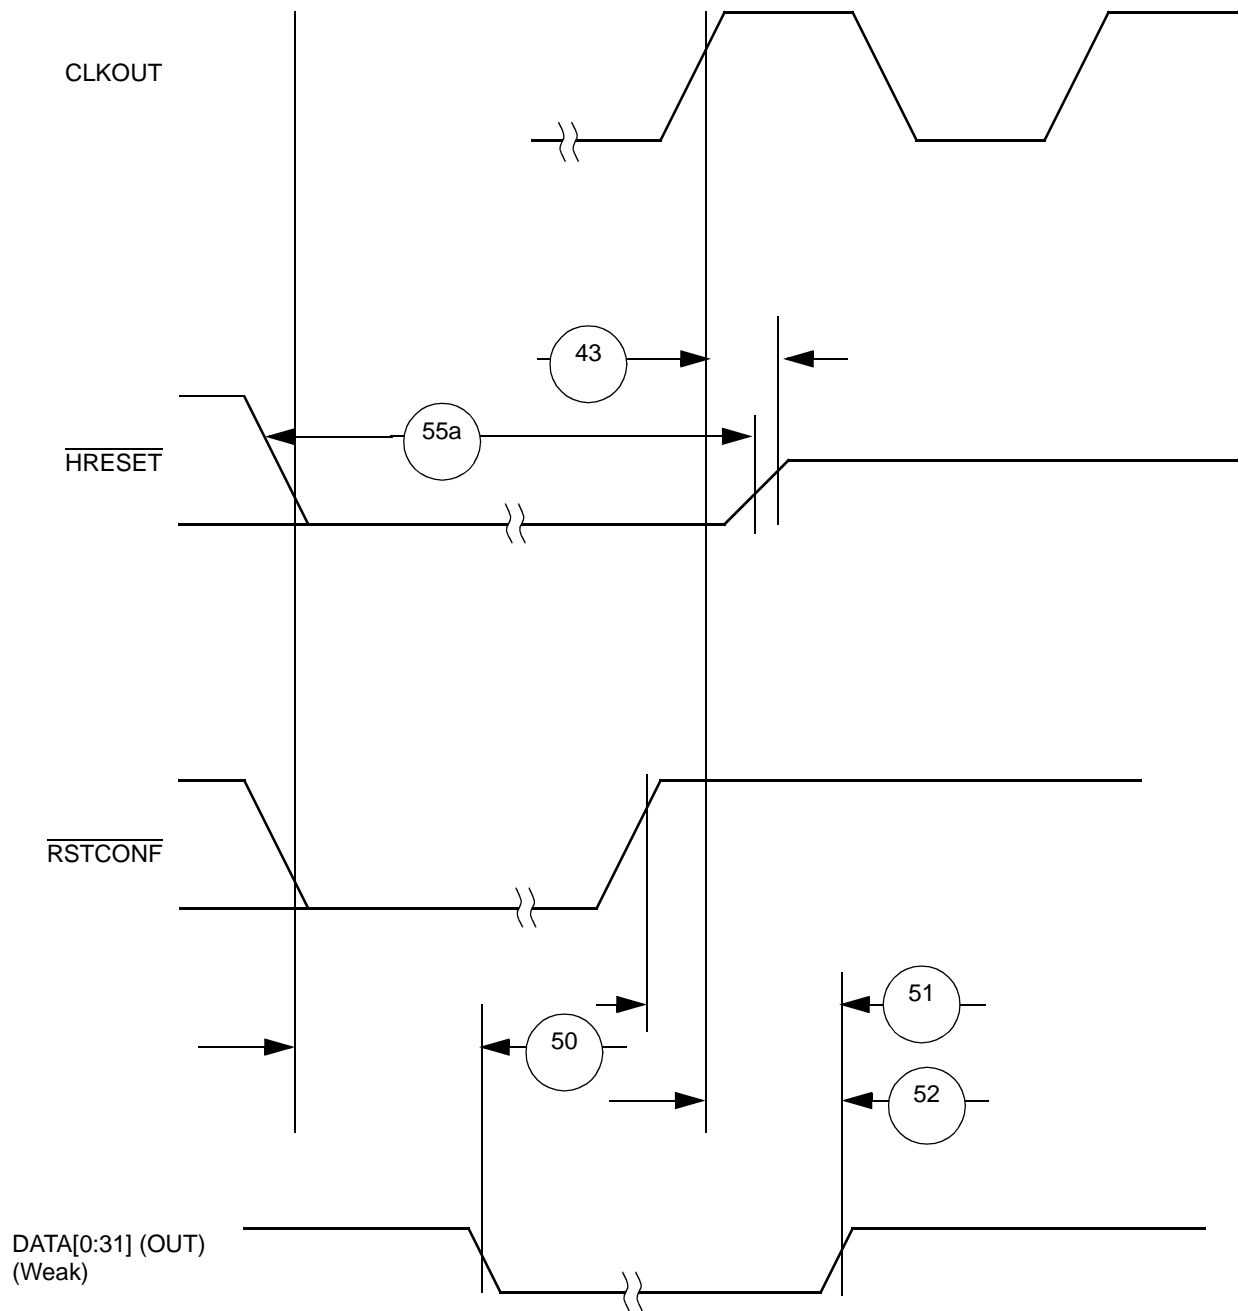 CLKOUT
43
55a
HRESET
RSTCONF
51
50
52
DATA[0:31] (OUT)
(Weak)